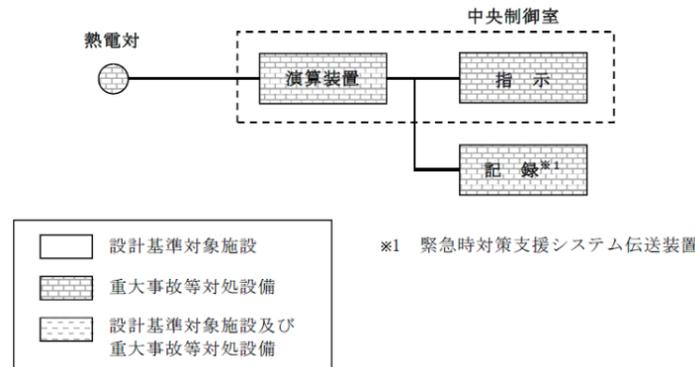 中央制御室
熱電対
演算装置
指 示
記 録※1
設計基準対象施設
重大事故等対処設備
設計基準対象施設及び
重大事故等対処設備
※1 緊急時対策支援システム伝送装置